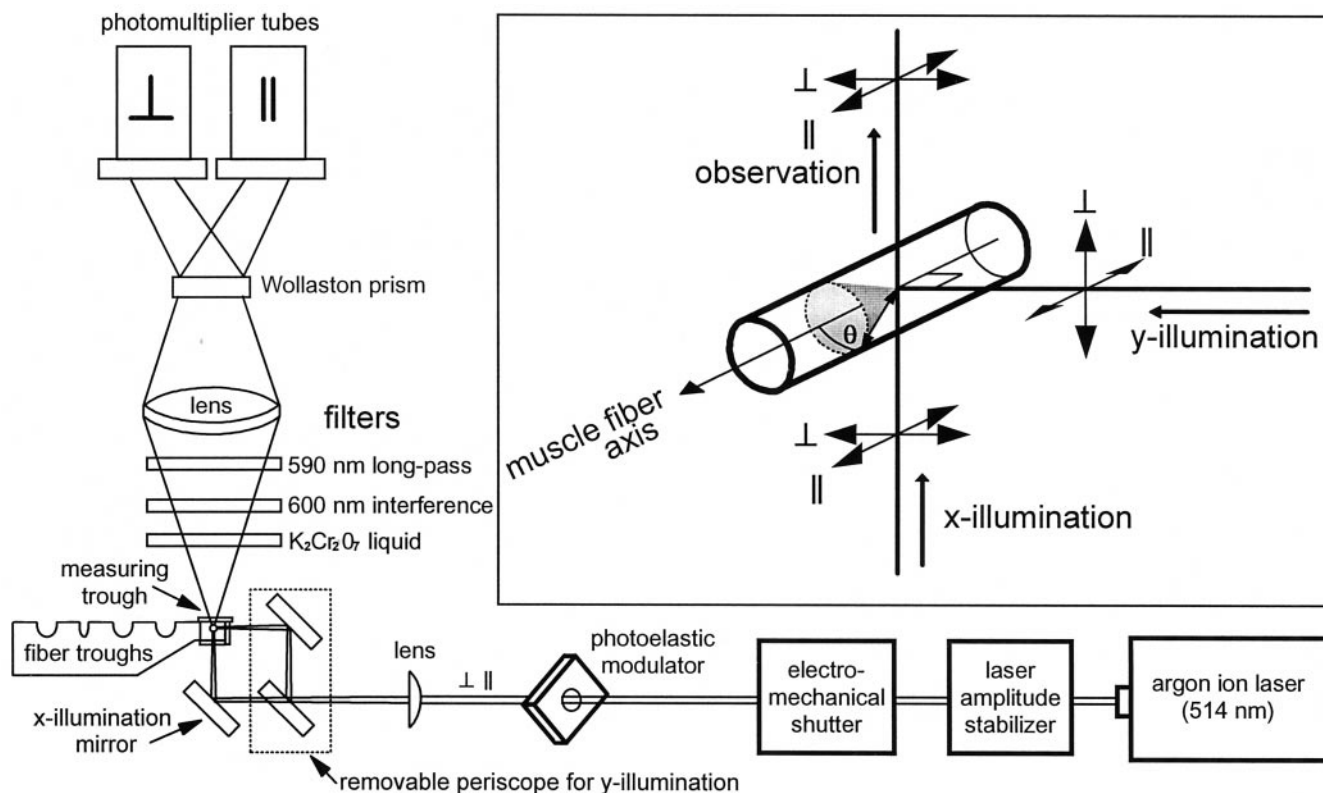 photomultiplier tubes
⊥
||
Wollaston prism
lens
filters
590 nm long-pass
600 nm interference
K₂Cr₂0₇ liquid
measuring
trough
fiber troughs
x-illumination
mirror
removable periscope for y-illumination
lens
⊥ ||
photoelastic
modulator
electro-
mechanical
shutter
laser
amplitude
stabilizer
argon ion laser
(514 nm)
⊥
||
observation
⊥
||
y-illumination
θ
muscle fiber
axis
⊥
||
x-illumination